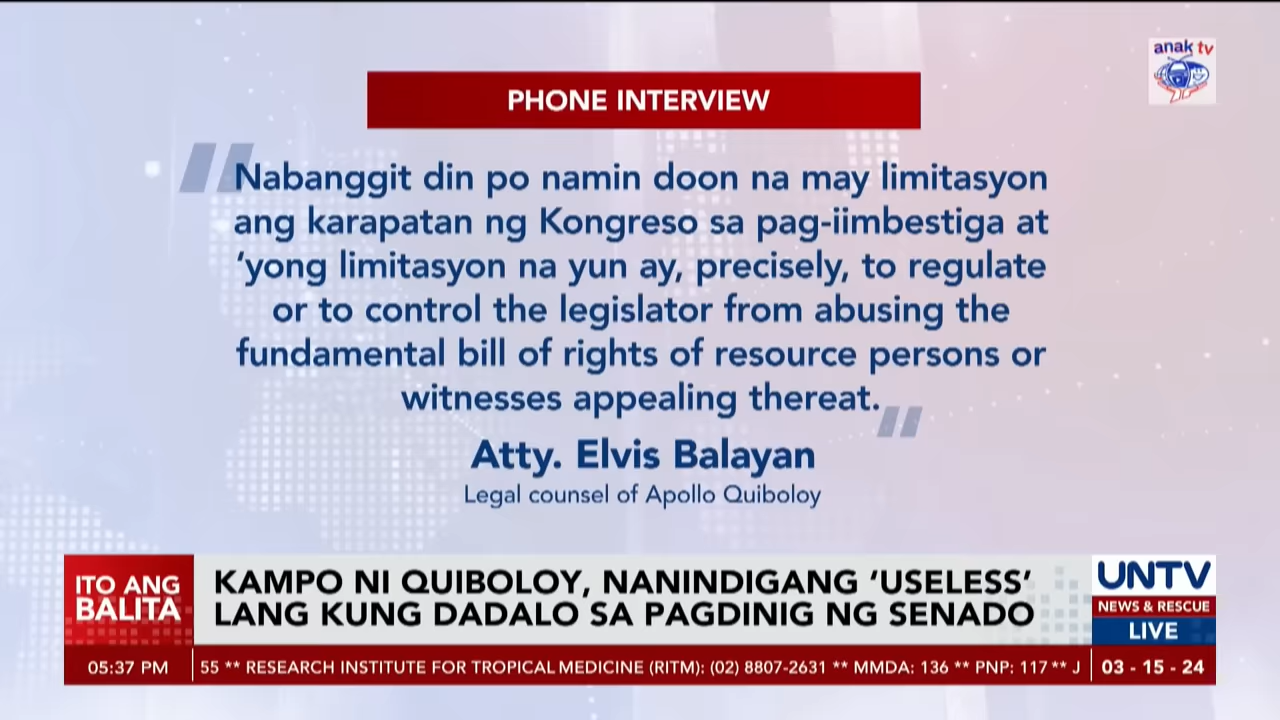 anak tv
PHONE INTERVIEW
"Nabanggit din po namin doon na may limitasyon
ang karapatan ng Kongreso sa pag-iimbestiga at
‘yong limitasyon na yun ay, precisely, to regulate
or to control the legislator from abusing the
fundamental bill of rights of resource persons or
witnesses appealing thereat."
Atty. Elvis Balayan
Legal counsel of Apollo Quiboloy
ITO ANG
BALITA
KAMPO NI QUIBOLOY, NANINDIGANG ‘USELESS’
LANG KUNG DADALO SA PAGDINIG NG SENADO
UNTV
NEWS & RESCUE
LIVE
05:37 PM
55 ** RESEARCH INSTITUTE FOR TROPICAL MEDICINE (RITM): (02) 8807-2631 ** MMDA: 136 ** PNP: 117 ** J
03 - 15 - 24